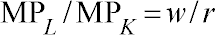 MP_L/MP_K = w/r